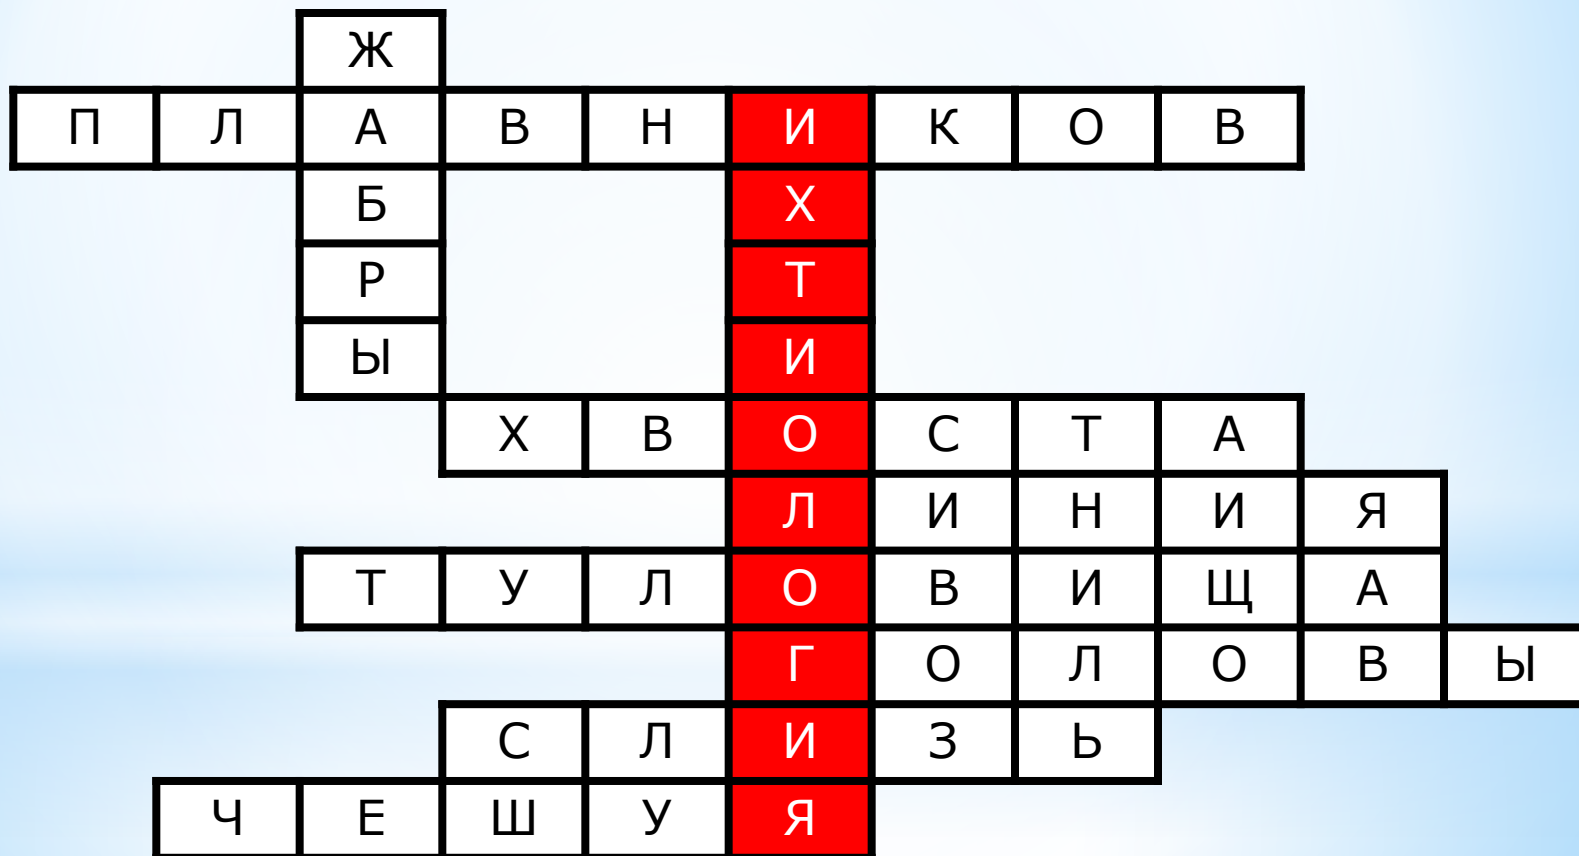 Ж
ПЛАВНИКОВ
Б Х
Р Т
Ы И
ХВОСТА
ЛИНИЯ
ТУЛОВИЩА
ГОЛОВЫ
СЛИЗЬ
ЧЕШУЯ